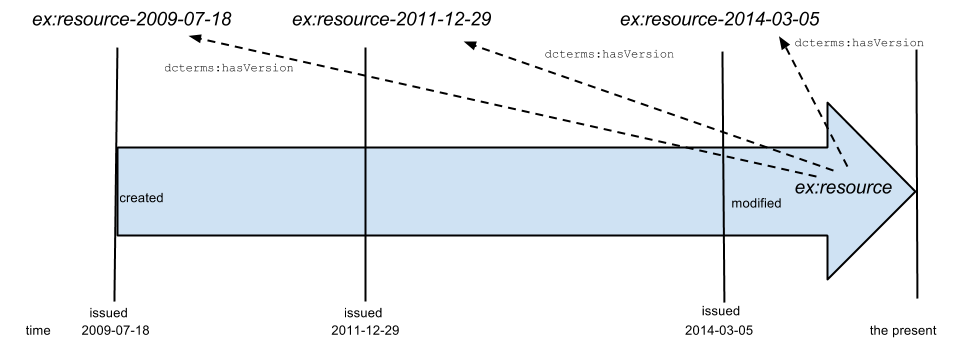 ex:resource-2009-07-18
ex:resource-2011-12-29
ex:resource-2014-03-05
dcterms:hasVersion
dcterms:hasVersion
dcterms:hasVersion
created
modified
ex:resource
issued
issued
issued
time
2009-07-18
2011-12-29
2014-03-05
the present